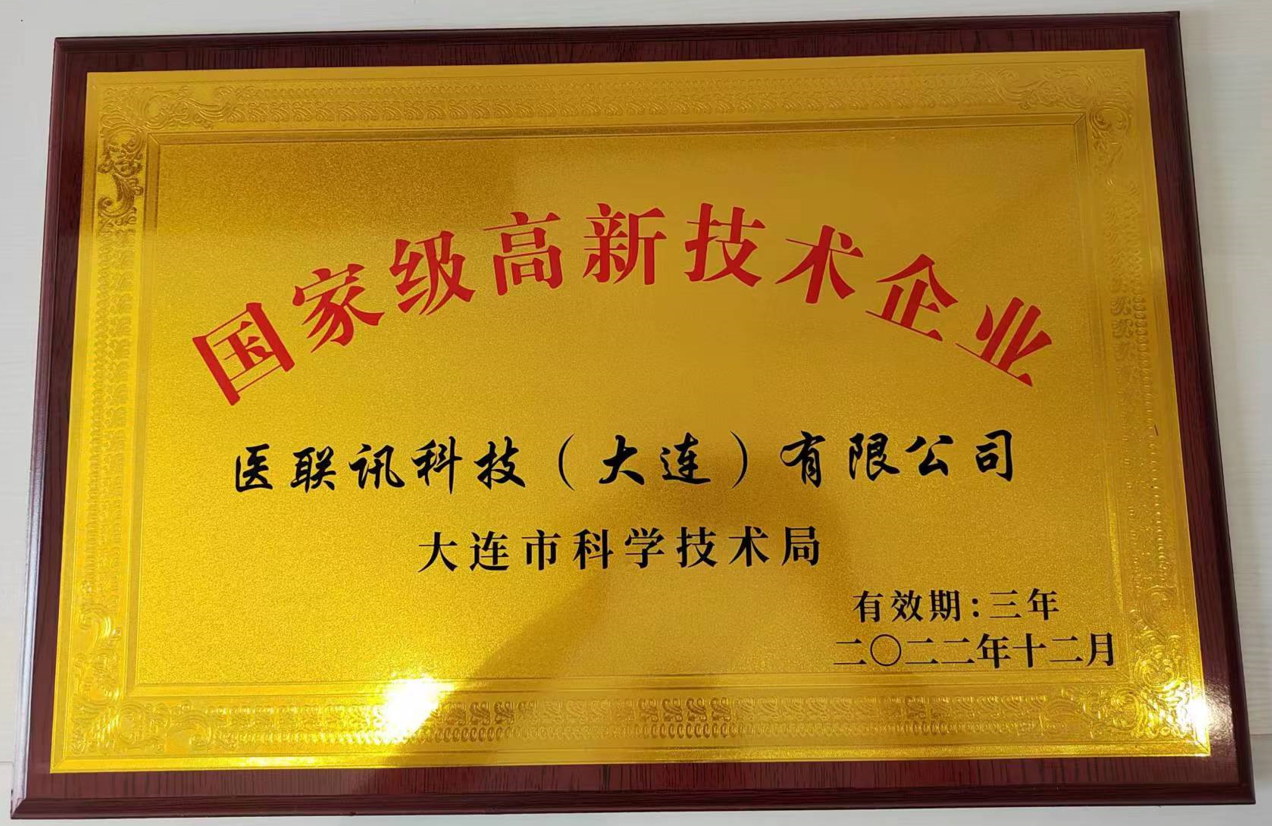 国家级高新技术企业
医联讯科技（大连）有限公司
大连市科学技术局
有效期:三年
二〇二二年十二月